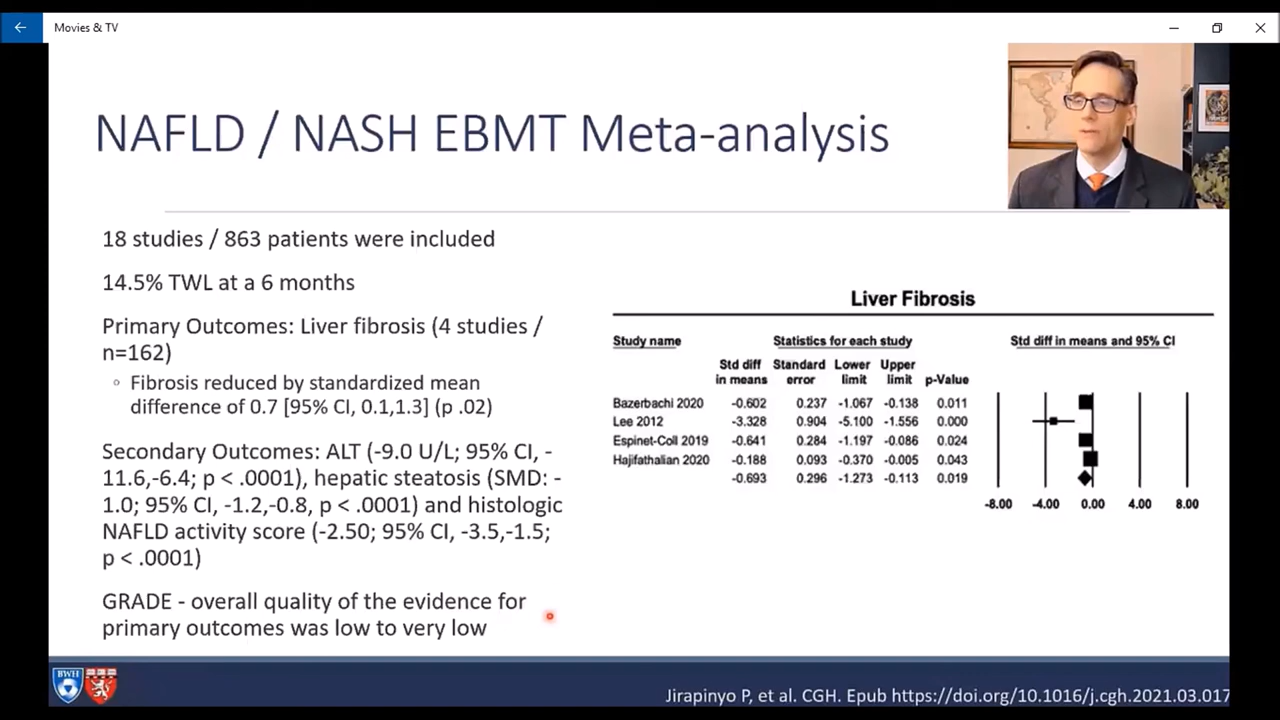 Movies & TV
NAFLD / NASH EBMT Meta-analysis
18 studies / 863 patients were included
14.5% TWL at a 6 months
Primary Outcomes: Liver fibrosis (4 studies /
n=162)
◦ Fibrosis reduced by standardized mean
difference of 0.7 [95% CI, 0.1,1.3] (p .02)
Secondary Outcomes: ALT (-9.0 U/L; 95% CI, -
11.6,-6.4; p < .0001), hepatic steatosis (SMD: -
1.0; 95% CI, -1.2,-0.8, p < .0001) and histologic
NAFLD activity score (-2.50; 95% CI, -3.5,-1.5;
p < .0001)
GRADE - overall quality of the evidence for
primary outcomes was low to very low
Liver Fibrosis
Study name Statistics for each study Std diff in means and 95% CI
Std diff Standard Lower Upper
in means error limit limit p-Value
Bazerbachi 2020 -0.602 0.237 -1.067 -0.138 0.011
Lee 2012 -3.328 0.904 -5.100 -1.556 0.000
Espinet-Coll 2019 -0.641 0.284 -1.197 -0.086 0.024
Hajifathalian 2020 -0.188 0.093 -0.370 -0.005 0.043
-0.693 0.296 -1.273 -0.113 0.019
-8.00 -4.00 0.00 4.00 8.00
BWH
Jirapinyo P, et al. CGH. Epub https://doi.org/10.1016/j.cgh.2021.03.017